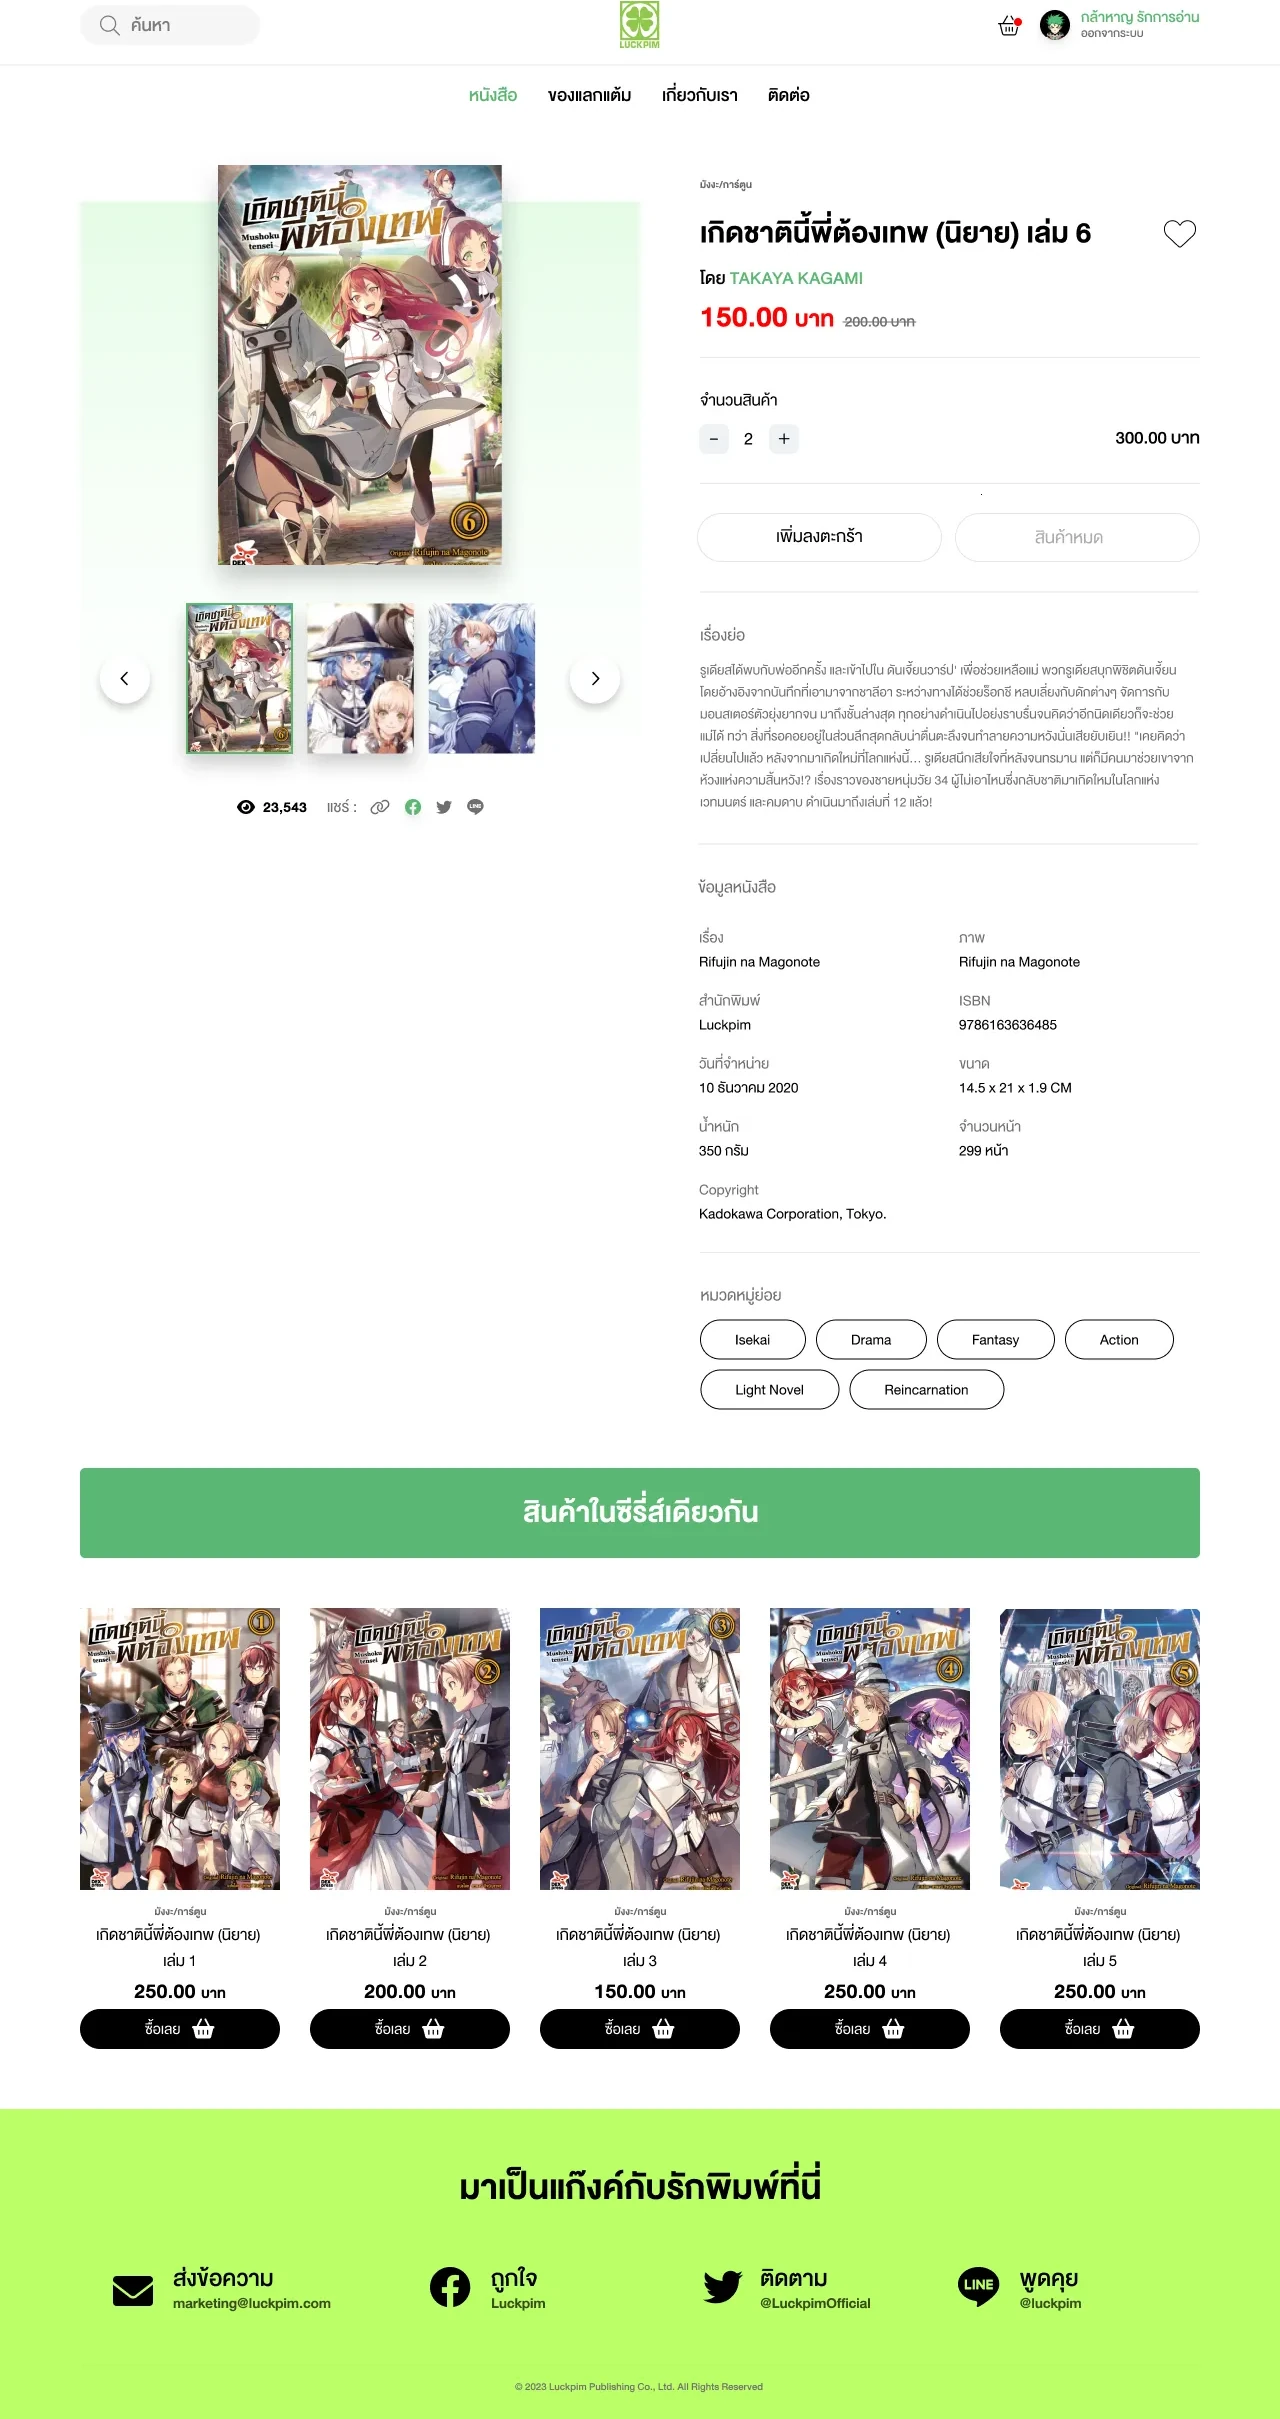 ค้นหา
LUCKPIM
กล้าหาญ รักการอ่าน
ออกจากระบบ
หนังสือ
ของแลกแต้ม
เกี่ยวกับเรา
ติดต่อ
เกิดชาตินี้พี่ต้องเทพ
Mushoku tensei
6
Original Rifujin na Magonote
DEX
มังงะ/การ์ตูน
เกิดชาตินี้พี่ต้องเทพ (นิยาย) เล่ม 6
โดย TAKAYA KAGAMI
150.00 บาท 200.00 บาท
จำนวนสินค้า
- 2 +
300.00 บาท
เพิ่มลงตะกร้า
สินค้าหมด
23,543 แชร์ :
เรื่องย่อ
รูเดียสได้พบกับพ่ออีกครั้ง และเข้าไปใน ดันเจี้ยนวาร์ป' เพื่อช่วยเหลือแม่ พวกรูเดียสบุกพิชิตดันเจี้ยน
โดยอ้างอิงจากบันทึกที่เอามาจากซาลีอา ระหว่างทางได้ช่วยร็อกซี หลบเลี่ยงกับดักต่างๆ จัดการกับ
มอนสเตอร์ตัวยุ่งยากจน มาถึงชั้นล่างสุด ทุกอย่างดำเนินไปอย่งราบรื่นจนคิดว่าอีกนิดเดียวก็จะช่วย
แม่ได้ ทว่า สิ่งที่รอคอยอยู่ในส่วนลึกสุดกลับน่าตื่นตะลึงจนทำลายความหวังนั่นเสียยับเยิน!! "เคยคิดว่า
เปลี่ยนไปแล้ว หลังจากมาเกิดใหม่ที่โลกแห่งนี้... รูเดียสนึกเสียใจที่หลังจนทรมาน แต่ก็มีคนมาช่วยเขาจาก
ห้วงแห่งความสิ้นหวัง!? เรื่องราวของชายหนุ่มวัย 34 ผู้ไม่เอาไหนซึ่งกลับชาติมาเกิดใหมในโลกแห่ง
เวทมนตร์ และคมดาบ ดำเนินมาถึงเล่มที่ 12 แล้ว!
ข้อมูลหนังสือ
เรื่อง
Rifujin na Magonote
ภาพ
Rifujin na Magonote
สำนักพิมพ์
Luckpim
ISBN
9786163636485
วันที่จำหน่าย
10 ธันวาคม 2020
ขนาด
14.5 x 21 x 1.9 CM
น้ำหนัก
350 กรัม
จำนวนหน้า
299 หน้า
Copyright
Kadokawa Corporation, Tokyo.
หมวดหมู่ย่อย
Isekai
Drama
Fantasy
Action
Light Novel
Reincarnation
สินค้าในซีรี่ส์เดียวกัน
มังงะ/การ์ตูน
เกิดชาตินี้พี่ต้องเทพ (นิยาย)
เล่ม 1
250.00 บาท
ซื้อเลย
มังงะ/การ์ตูน
เกิดชาตินี้พี่ต้องเทพ (นิยาย)
เล่ม 2
200.00 บาท
ซื้อเลย
มังงะ/การ์ตูน
เกิดชาตินี้พี่ต้องเทพ (นิยาย)
เล่ม 3
150.00 บาท
ซื้อเลย
มังงะ/การ์ตูน
เกิดชาตินี้พี่ต้องเทพ (นิยาย)
เล่ม 4
250.00 บาท
ซื้อเลย
มังงะ/การ์ตูน
เกิดชาตินี้พี่ต้องเทพ (นิยาย)
เล่ม 5
250.00 บาท
ซื้อเลย
มาเป็นแก๊งค์กับรักพิมพ์ที่นี่
ส่งข้อความ
marketing@luckpim.com
ถูกใจ
Luckpim
ติดตาม
@LuckpimOfficial
LINE
พูดคุย
@luckpim
© 2023 Luckpim Publishing Co., Ltd. All Rights Reserved